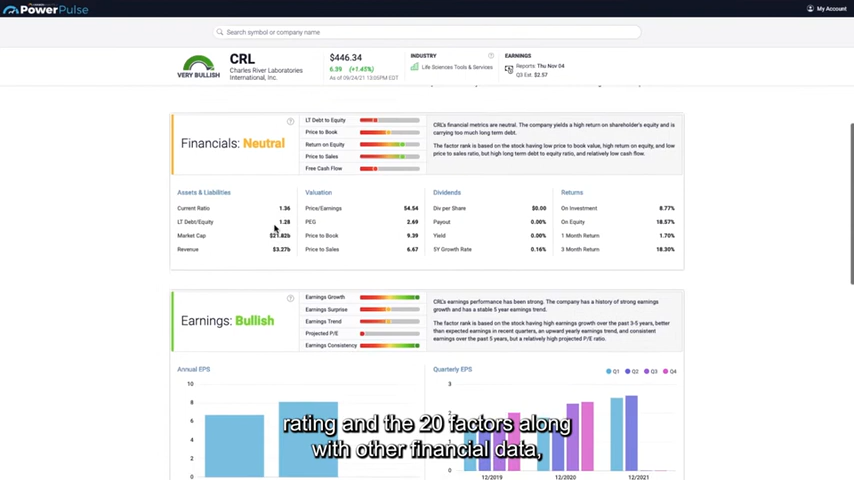 PowerPulse
My Account
Search symbol or company name
VERY BULLISH
CRL
Charles River Laboratories
International, Inc.
$446.34
6.39 (+1.45%)
As of 09/24/21 13:05PM EDT
INDUSTRY
Life Sciences Tools & Services
EARNINGS
Reports: Thu Nov 04
Q3 Est. $2.57
Financials: Neutral
LT Debt to Equity
Price to Book
Return on Equity
Price to Sales
Free Cash Flow
CRL's financial metrics are neutral. The company yields a high return on shareholder's equity and is
carrying too much long term debt.
The factor rank is based on the stock having low price to book value, high return on equity, and low
price to sales ratio, but high long term debt to equity ratio, and relatively low cash flow.
Assets & Liabilities
Current Ratio 1.36
LT Debt/Equity 1.28
Market Cap $21.82b
Revenue $3.27b
Valuation
Price/Earnings 54.54
PEG 2.69
Price to Book 9.39
Price to Sales 6.67
Dividends
Div per Share $0.00
Payout 0.00%
Yield 0.00%
5Y Growth Rate 0.16%
Returns
On Investment 8.77%
On Equity 18.57%
1 Month Return 1.70%
3 Month Return 18.30%
Earnings: Bullish
Earnings Growth
Earnings Surprise
Earnings Trend
Projected P/E
Earnings Consistency
CRL's earnings performance has been strong. The company has a history of strong earnings
growth and has a stable 5 year earnings trend.
The factor rank is based on the stock having high earnings growth over the past 3-5 years, better
than expected earnings in recent quarters, an upward yearly earnings trend, and consistent
earnings over the past 5 years, but a relatively high projected P/E ratio.
Annual EPS
10
8
6
4
2
0
Quarterly EPS
Q1 Q2 Q3 Q4
3
2
1
0
12/2019 12/2020 12/2021
rating and the 20 factors along
with other financial data,